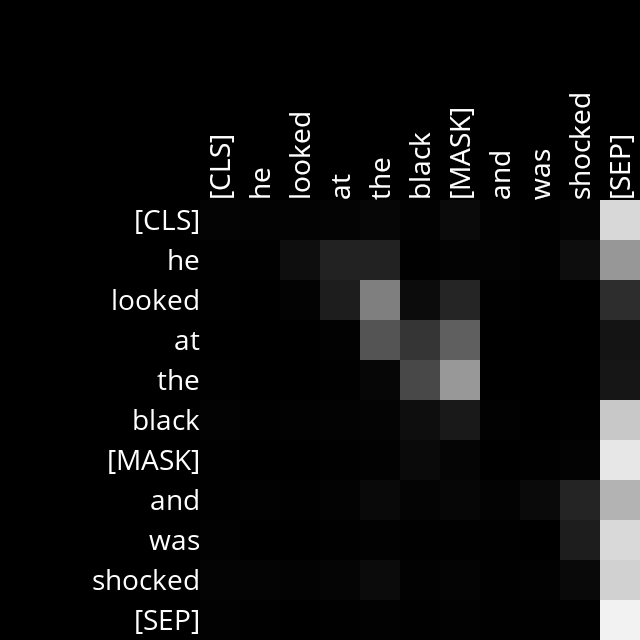 [CLS] he looked at the black [MASK] and was shocked [SEP]
[CLS]
he
looked
at
the
black
[MASK]
and
was
shocked
[SEP]